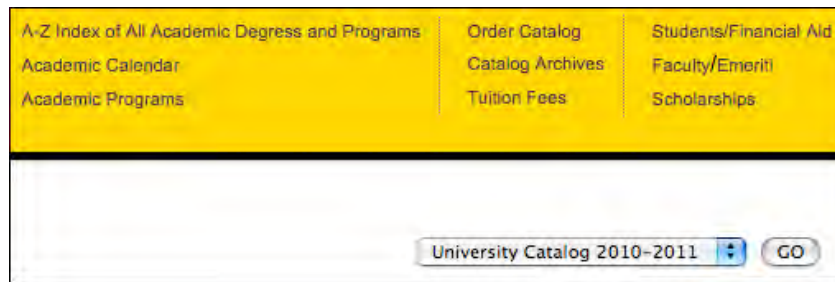 A-Z Index of All Academic Degress and Programs
Academic Calendar
Academic Programs
Order Catalog
Catalog Archives
Tuition Fees
Students/Financial Aid
Faculty/Emeriti
Scholarships
University Catalog 2010-2011
GO